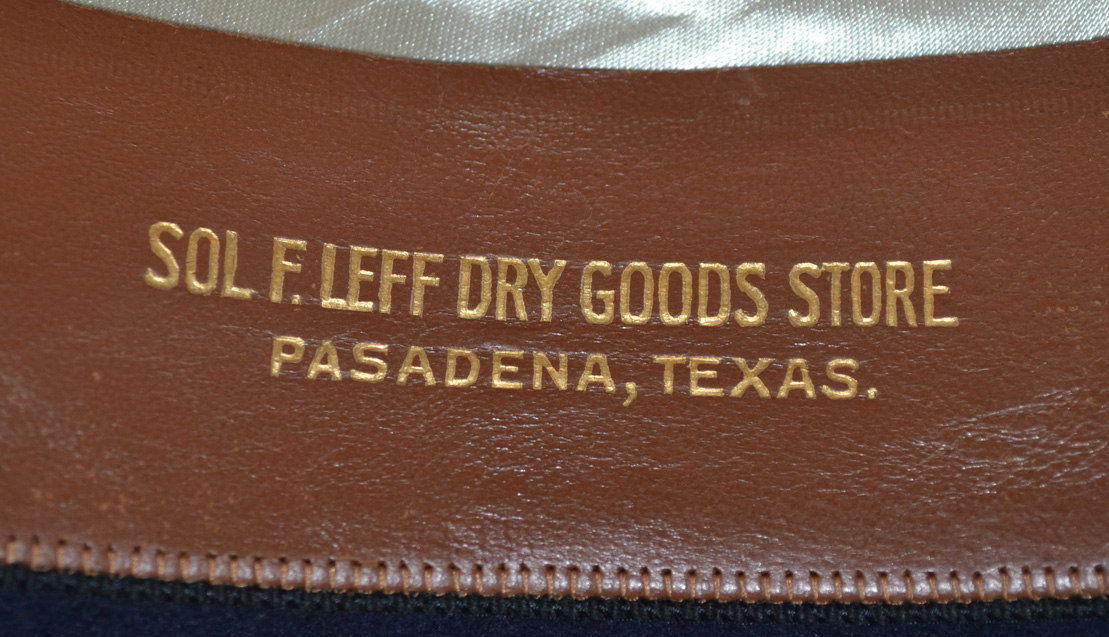 SOL F. LEFF DRY GOODS STORE
PASADENA, TEXAS.